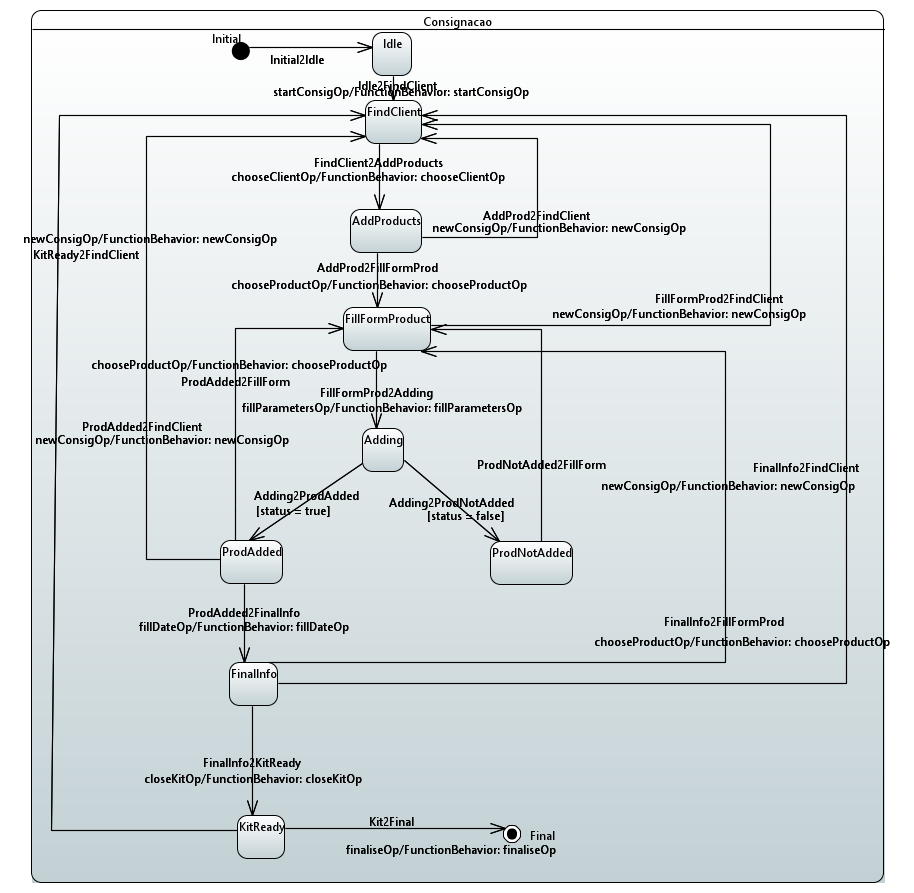 Consignacao
Initial
Idle
Initial2Idle
Idle2FindClient
startConsigOp/FunctionBehavior: startConsigOp
FindClient
FindClient2AddProducts
chooseClientOp/FunctionBehavior: chooseClientOp
AddProducts
AddProd2FindClient
newConsigOp/FunctionBehavior: newConsigOp
newConsigOp/FunctionBehavior: newConsigOp
KitReady2FindClient
AddProd2FillFormProd
chooseProductOp/FunctionBehavior: chooseProductOp
FillFormProd2FindClient
newConsigOp/FunctionBehavior: newConsigOp
FillFormProduct
chooseProductOp/FunctionBehavior: chooseProductOp
ProdAdded2FillForm
FillFormProd2Adding
fillParametersOp/FunctionBehavior: fillParametersOp
ProdAdded2FindClient
newConsigOp/FunctionBehavior: newConsigOp
Adding
ProdNotAdded2FillForm
FinalInfo2FindClient
newConsigOp/FunctionBehavior: newConsigOp
Adding2ProdAdded
[status = true]
Adding2ProdNotAdded
[status = false]
ProdAdded
ProdNotAdded
ProdAdded2FinalInfo
fillDateOp/FunctionBehavior: fillDateOp
FinalInfo2FillFormProd
chooseProductOp/FunctionBehavior: chooseProductOp
FinalInfo
FinalInfo2KitReady
closeKitOp/FunctionBehavior: closeKitOp
KitReady
Kit2Final
Final
finaliseOp/FunctionBehavior: finaliseOp